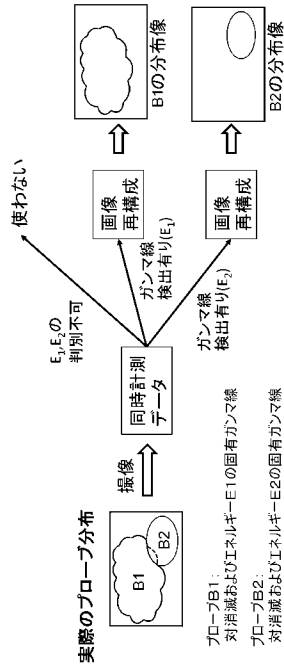 実際のプローブ分布
B1
B2
撮像
同時計測
データ
E₁,E₂の
判別不可
使わない
ガンマ線
検出有り(E₁)
画像
再構成
B1の分布像
ガンマ線
検出有り(E₂)
画像
再構成
B2の分布像
プローブB1:
対消滅およびエネルギーE1の固有ガンマ線
プローブB2:
対消滅およびエネルギーE2の固有ガンマ線